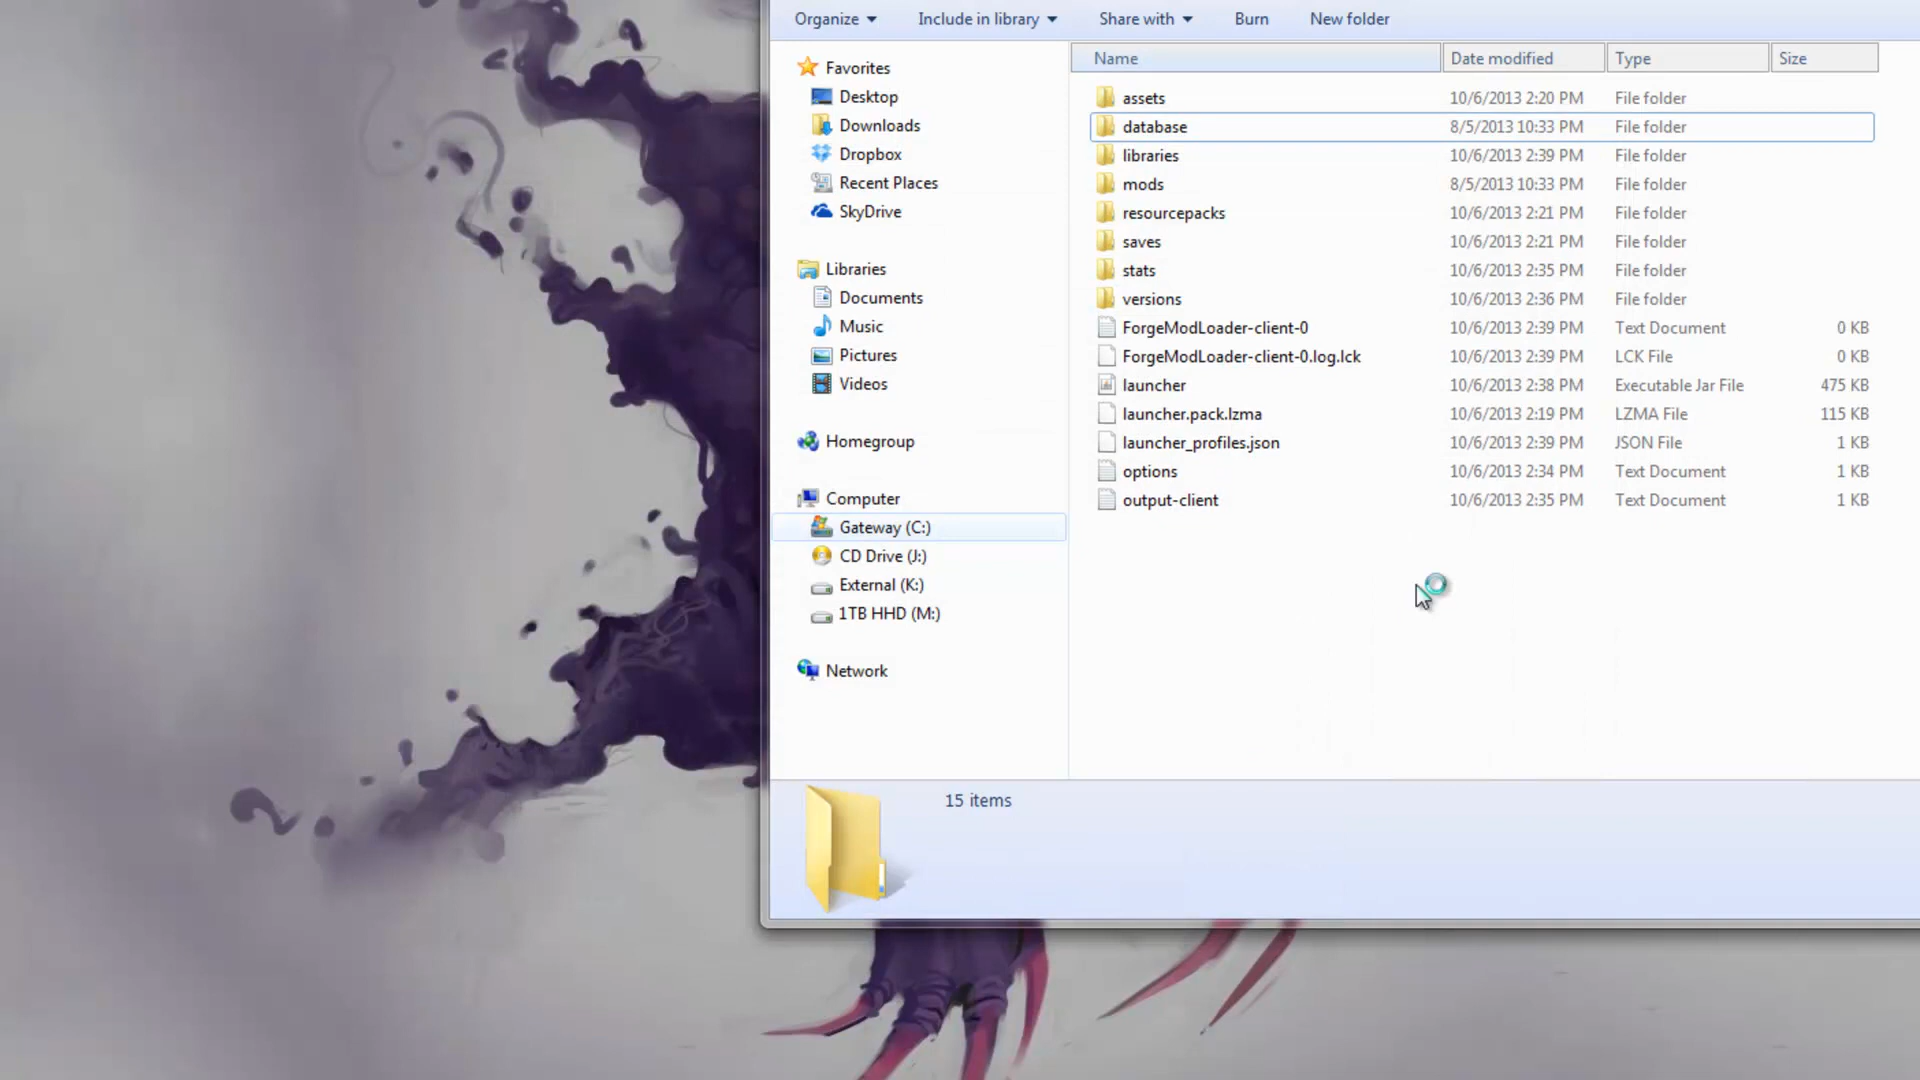 Organize Include in library Share with Burn New folder
Name Date modified Type Size
Favorites
Desktop
Downloads
Dropbox
Recent Places
SkyDrive
Libraries
Documents
Music
Pictures
Videos
Homegroup
Computer
Gateway (C:)
CD Drive (J:)
External (K:)
1TB HHD (M:)
Network
assets 10/6/2013 2:20 PM File folder
database 8/5/2013 10:33 PM File folder
libraries 10/6/2013 2:39 PM File folder
mods 8/5/2013 10:33 PM File folder
resourcepacks 10/6/2013 2:21 PM File folder
saves 10/6/2013 2:21 PM File folder
stats 10/6/2013 2:35 PM File folder
versions 10/6/2013 2:36 PM File folder
ForgeModLoader-client-0 10/6/2013 2:39 PM Text Document 0 KB
ForgeModLoader-client-0.log.lck 10/6/2013 2:39 PM LCK File 0 KB
launcher 10/6/2013 2:38 PM Executable Jar File 475 KB
launcher.pack.lzma 10/6/2013 2:19 PM LZMA File 115 KB
launcher_profiles.json 10/6/2013 2:39 PM JSON File 1 KB
options 10/6/2013 2:34 PM Text Document 1 KB
output-client 10/6/2013 2:35 PM Text Document 1 KB
15 items